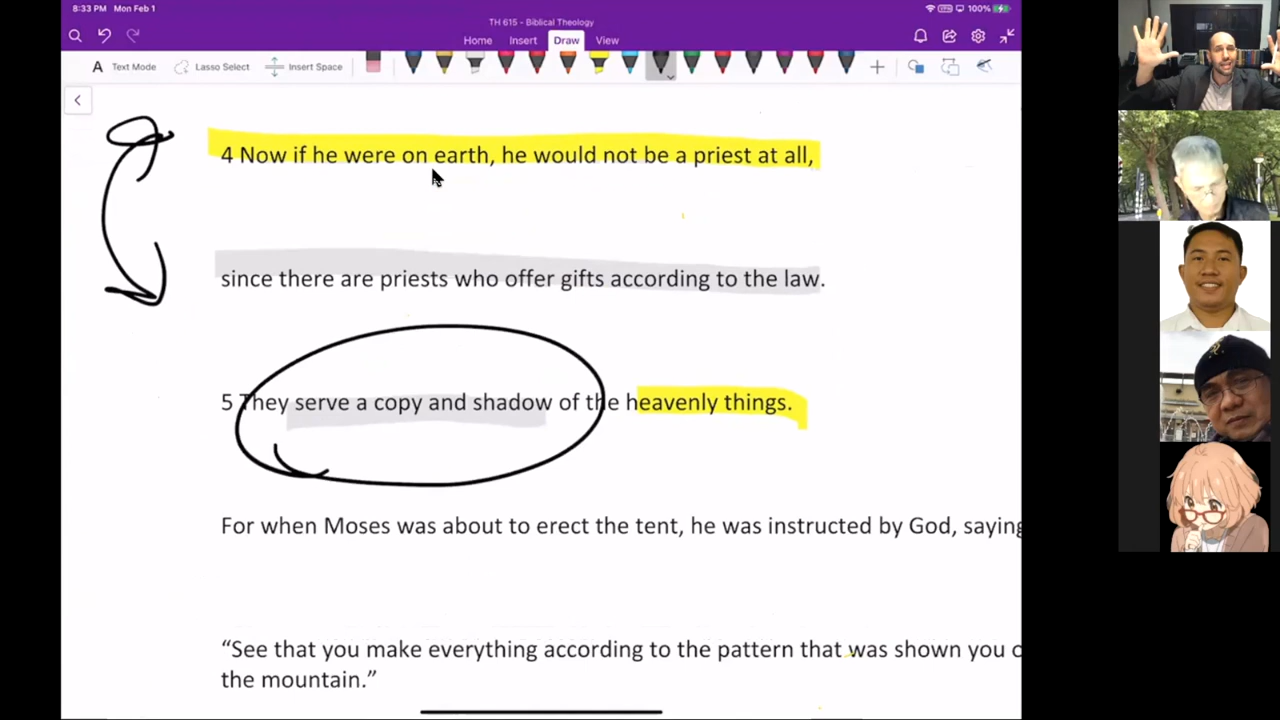 8:33 PM Mon Feb 1
100%
TH 615 - Biblical Theology
Home Insert Draw View
Text Mode Lasso Select Insert Space
4 Now if he were on earth, he would not be a priest at all,
since there are priests who offer gifts according to the law.
5 They serve a copy and shadow of the heavenly things.
For when Moses was about to erect the tent, he was instructed by God, saying
“See that you make everything according to the pattern that was shown you o
the mountain.”